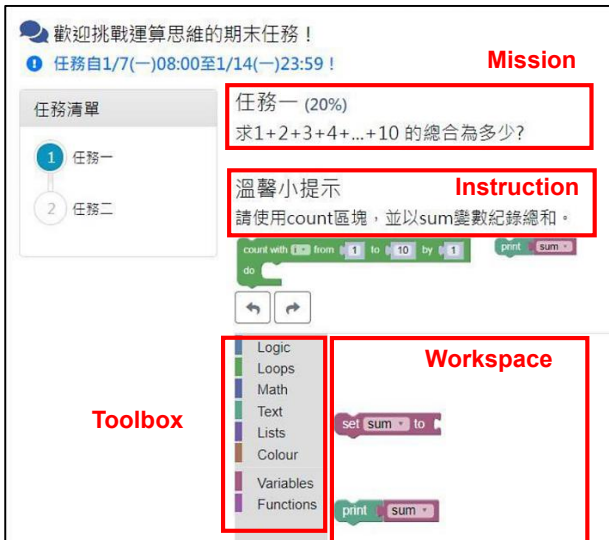 歡迎挑戰運算思維的期末任務！
任務自1/7(一)08:00至1/14(一)23:59！
Mission
任務清單
1 任務一
2 任務二
任務一 (20%)
求1+2+3+4+...+10 的總合為多少?
溫馨小提示
Instruction
請使用count區塊，並以sum變數紀錄總和。
count with i from 1 to 10 by 1
do
print sum
Toolbox
Logic
Loops
Math
Text
Lists
Colour
Variables
Functions
Workspace
set sum to
print sum